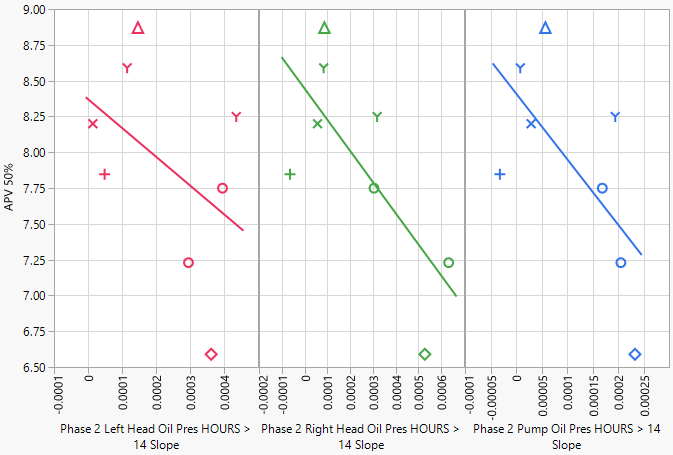 9.00
8.75
8.50
8.25
8.00
7.75
7.50
7.25
7.00
6.75
6.50
APV 50%
-0.0001 0 0.0001 0.0002 0.0003 0.0004
-0.0002 -0.0001 0 0.0001 0.0002 0.0003 0.0004 0.0005 0.0006
-0.0001 -0.00005 0 0.00005 0.0001 0.00015 0.0002 0.00025
Phase 2 Left Head Oil Pres HOURS >
14 Slope
Phase 2 Right Head Oil Pres HOURS >
14 Slope
Phase 2 Pump Oil Pres HOURS > 14
Slope